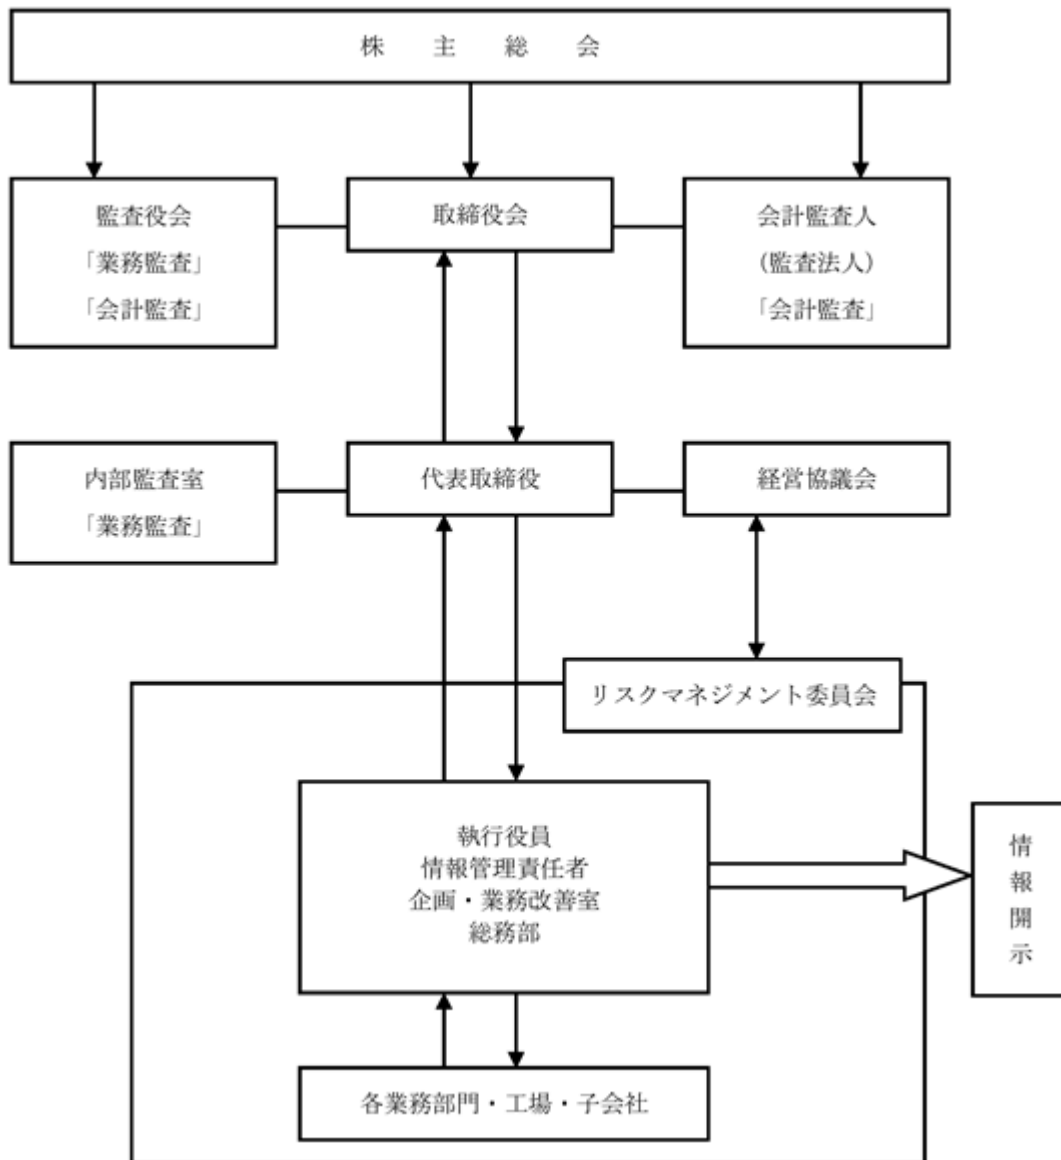 株主総会
監査役会
「業務監査」
「会計監査」
取締役会
会計監査人
(監査法人)
「会計監査」
内部監査室
「業務監査」
代表取締役
経営協議会
リスクマネジメント委員会
執行役員
情報管理責任者
企画・業務改善室
総務部
情報開示
各業務部門・工場・子会社